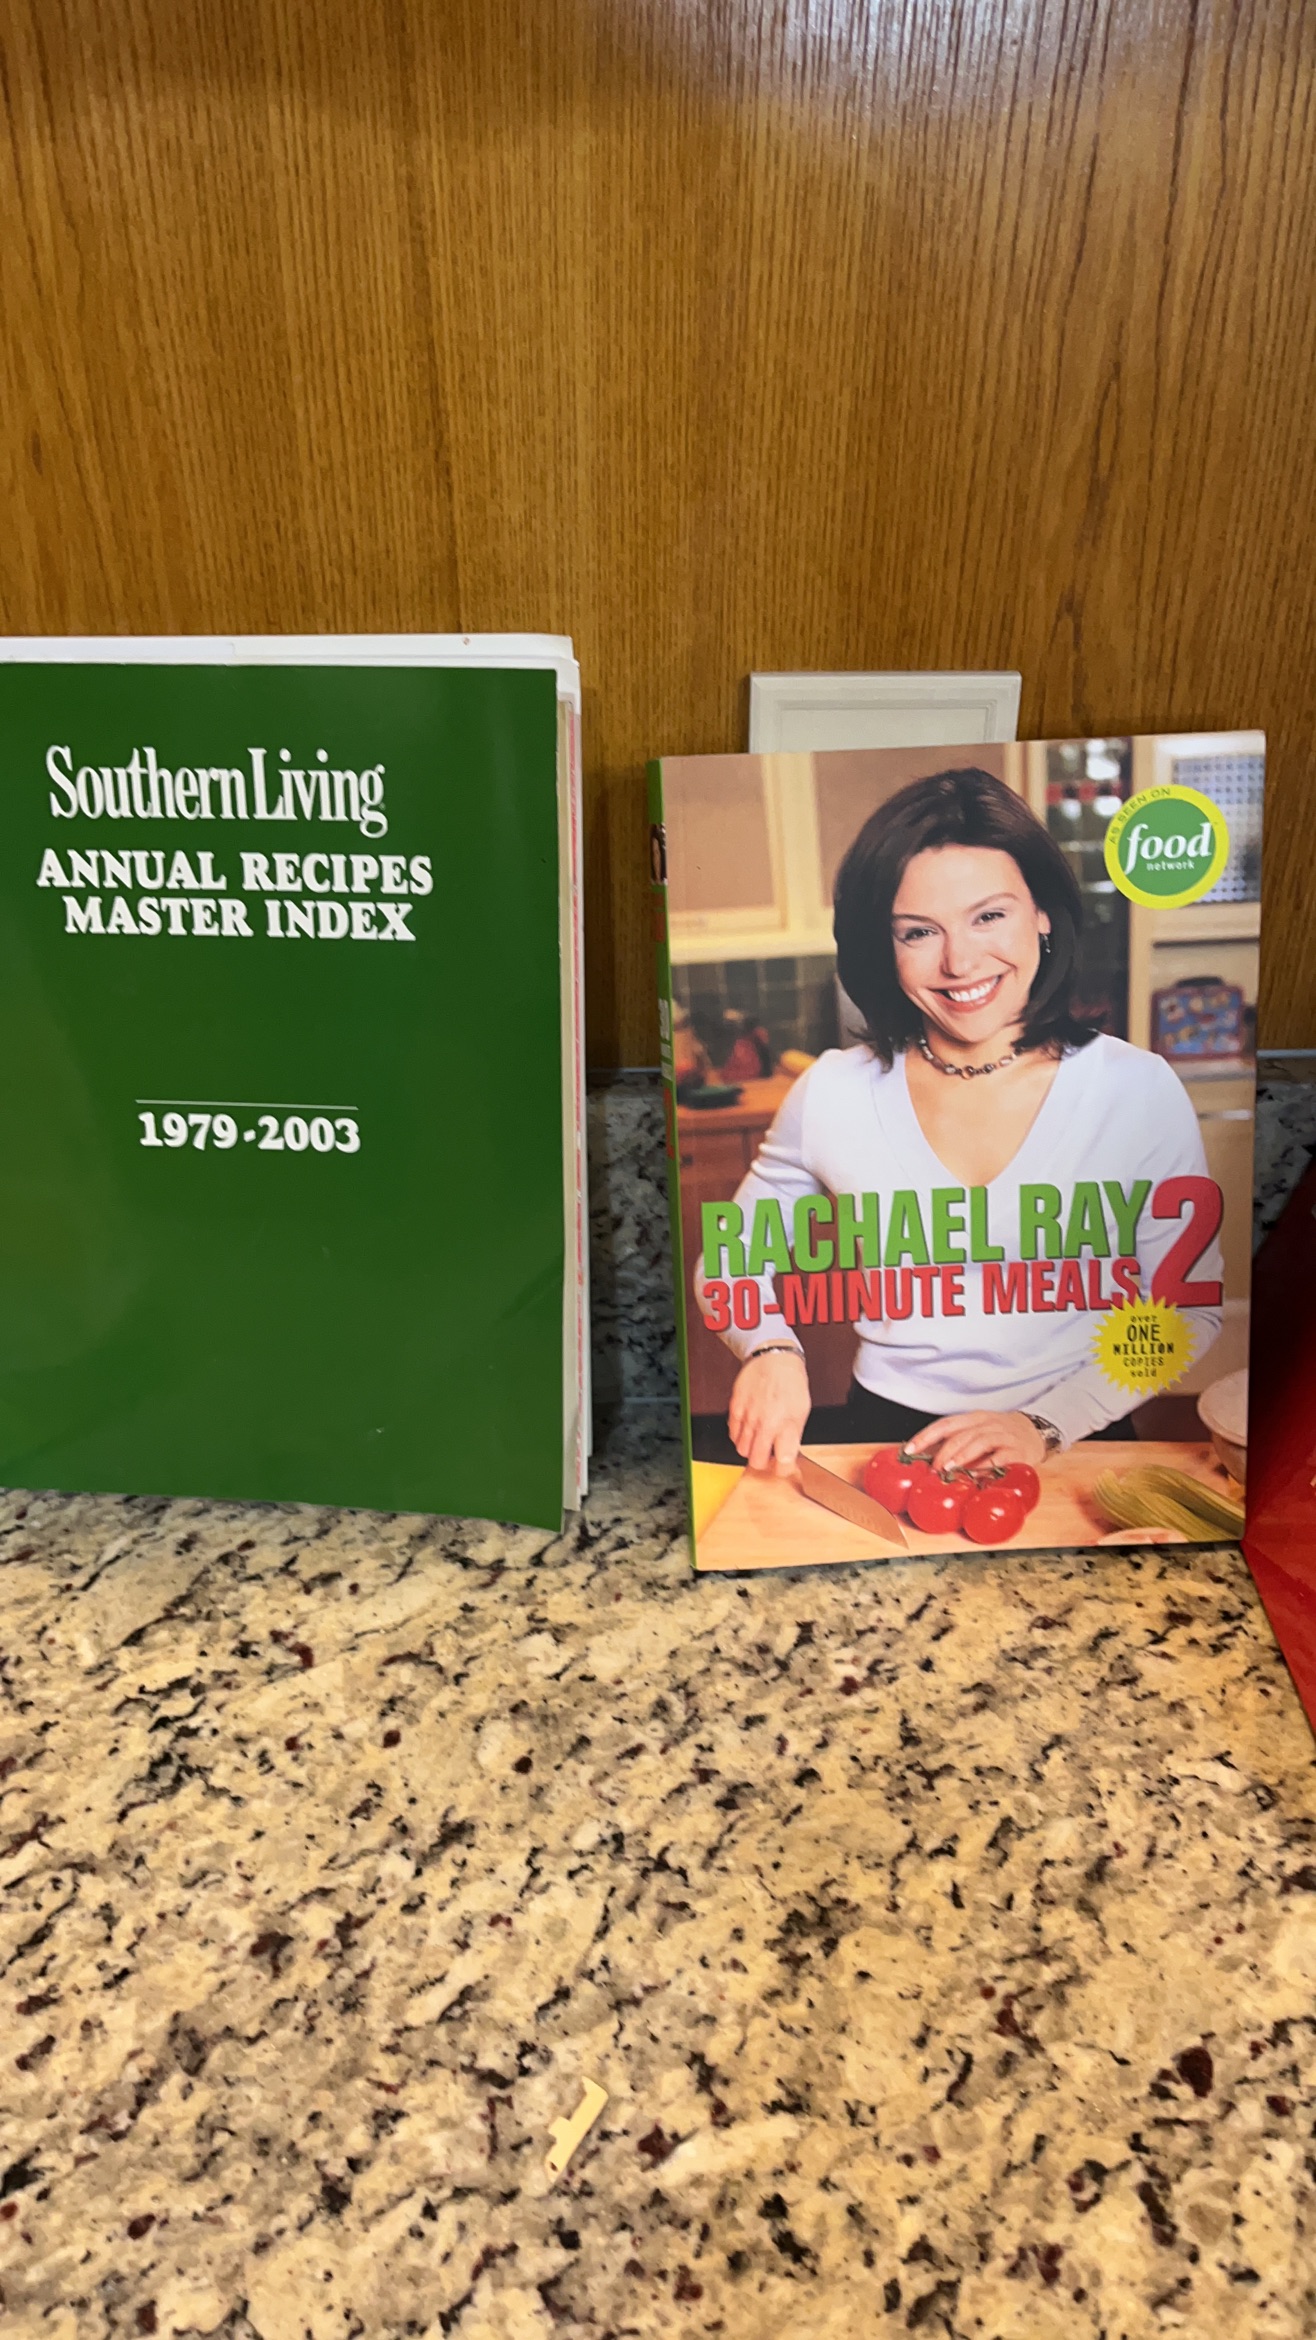 Southern Living
ANNUAL RECIPES
MASTER INDEX
1979-2003
AS SEEN ON
food
network
RACHAEL RAY 2
30-MINUTE MEALS
over
ONE
MILLION
COPIES
sold